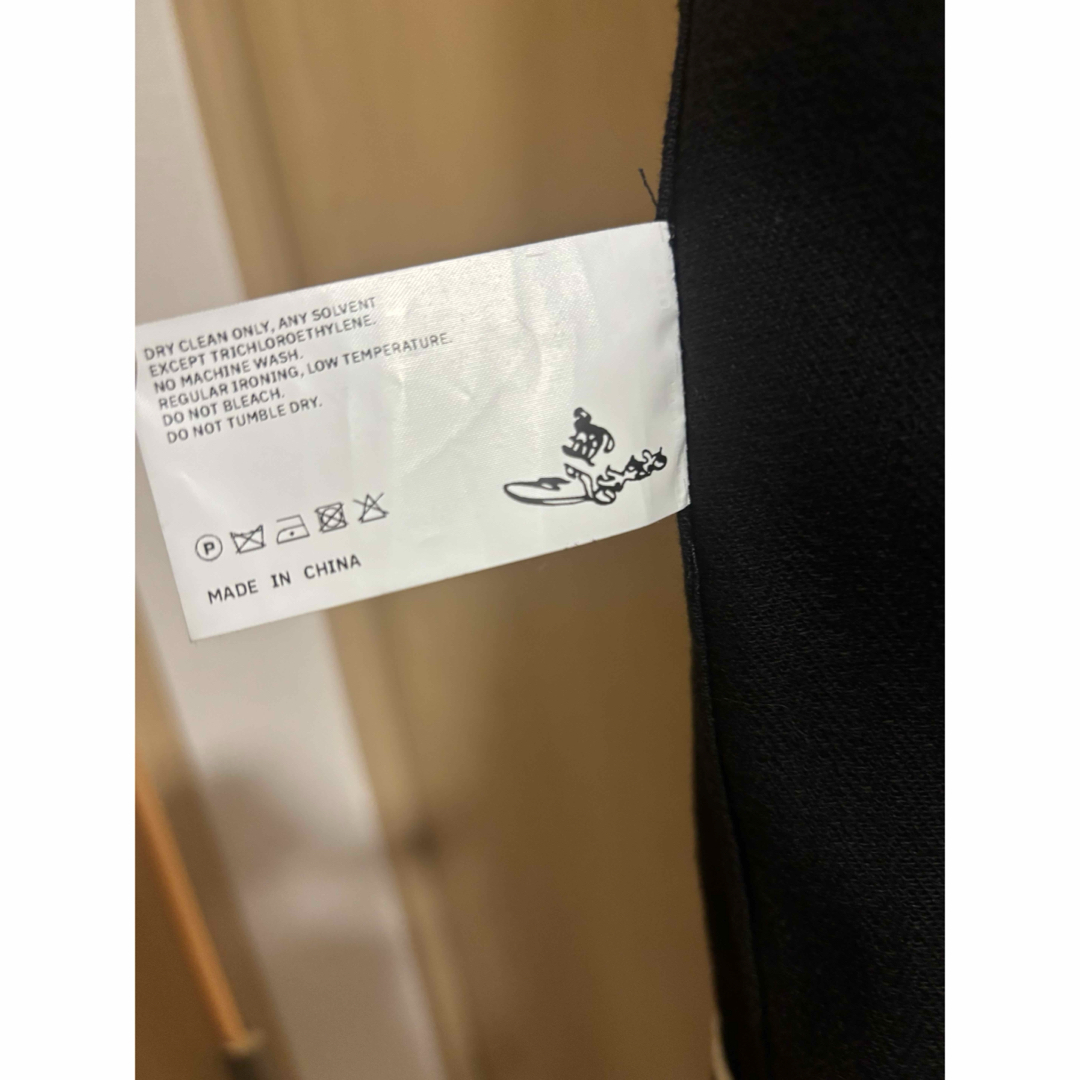 DRY CLEAN ONLY, ANY SOLVENT
EXCEPT TRICHLOROETHYLENE.
NO MACHINE WASH.
REGULAR IRONING, LOW TEMPERATURE.
DO NOT BLEACH.
DO NOT TUMBLE DRY.
P
MADE IN CHINA